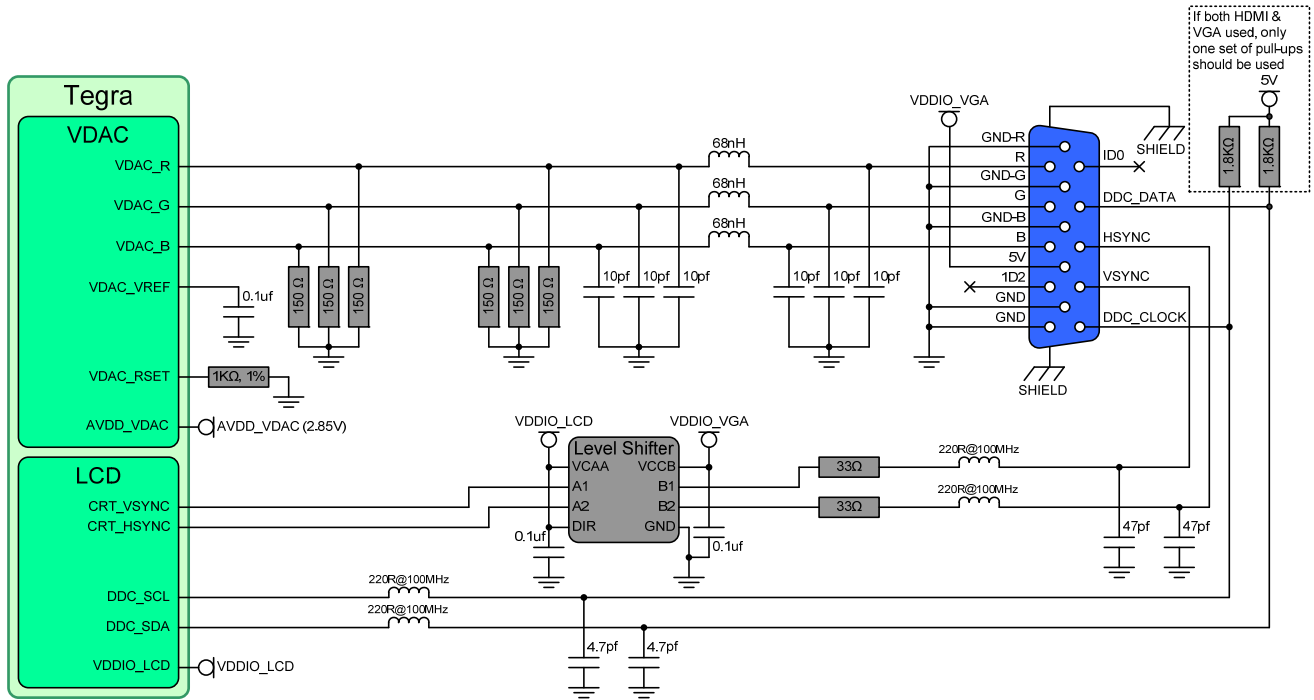 If both HDMI &
VGA used, only
one set of pull-ups
should be used
5V
1.8KΩ
1.8KΩ
Tegra
VDAC
VDAC_R
VDAC_G
VDAC_B
VDAC_VREF
VDAC_RSET
AVDD_VDAC
0.1uf
1KΩ, 1%
AVDD_VDAC (2.85V)
150 Ω
150 Ω
150 Ω
150 Ω
150 Ω
150 Ω
68nH
68nH
68nH
10pf
10pf
10pf
10pf
10pf
10pf
VDDIO_VGA
GND-R
R
GND-G
G
GND-B
B
5V
1D2
GND
GND
SHIELD
ID0
DDC_DATA
HSYNC
VSYNC
DDC_CLOCK
SHIELD
LCD
CRT_VSYNC
CRT_HSYNC
DDC_SCL
DDC_SDA
VDDIO_LCD
VDDIO_LCD
VDDIO_LCD
VDDIO_VGA
Level Shifter
VCAA
VCCB
A1
B1
A2
B2
DIR
GND
0.1uf
0.1uf
33Ω
33Ω
220R@100MHz
220R@100MHz
47pf
47pf
220R@100MHz
220R@100MHz
4.7pf
4.7pf